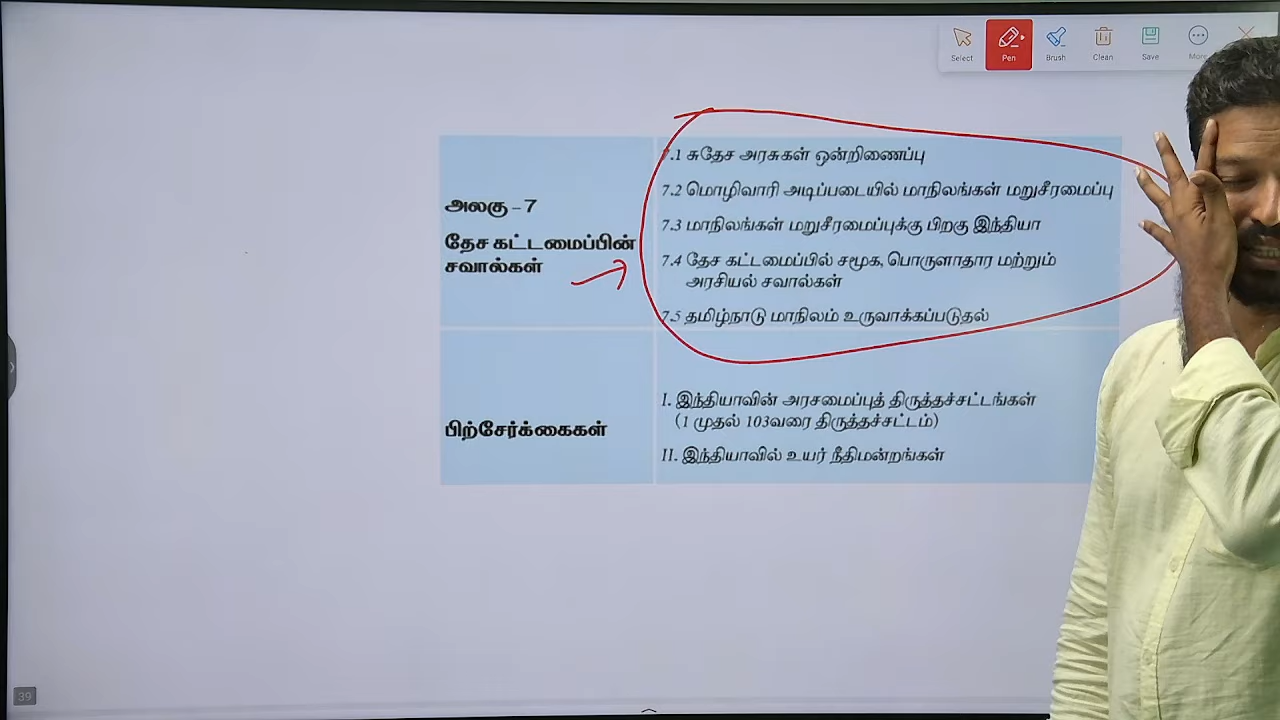 Select
Pen
Brush
Clean
Save
More
அலகு – 7
தேச கட்டமைப்பின்
சவால்கள்
7.1 சுதேச அரசுகள் ஒன்றிணைப்பு
7.2 மொழிவாரி அடிப்படையில் மாநிலங்கள் மறுசீரமைப்பு
7.3 மாநிலங்கள் மறுசீரமைப்புக்கு பிறகு இந்தியா
7.4 தேச கட்டமைப்பில் சமூக, பொருளாதார மற்றும்
அரசியல் சவால்கள்
7.5 தமிழ்நாடு மாநிலம் உருவாக்கப்படுதல்
பிற்சேர்க்கைகள்
I. இந்தியாவின் அரசமைப்புத் திருத்தச்சட்டங்கள்
(1 முதல் 103வரை திருத்தச்சட்டம்)
II. இந்தியாவில் உயர் நீதிமன்றங்கள்
39